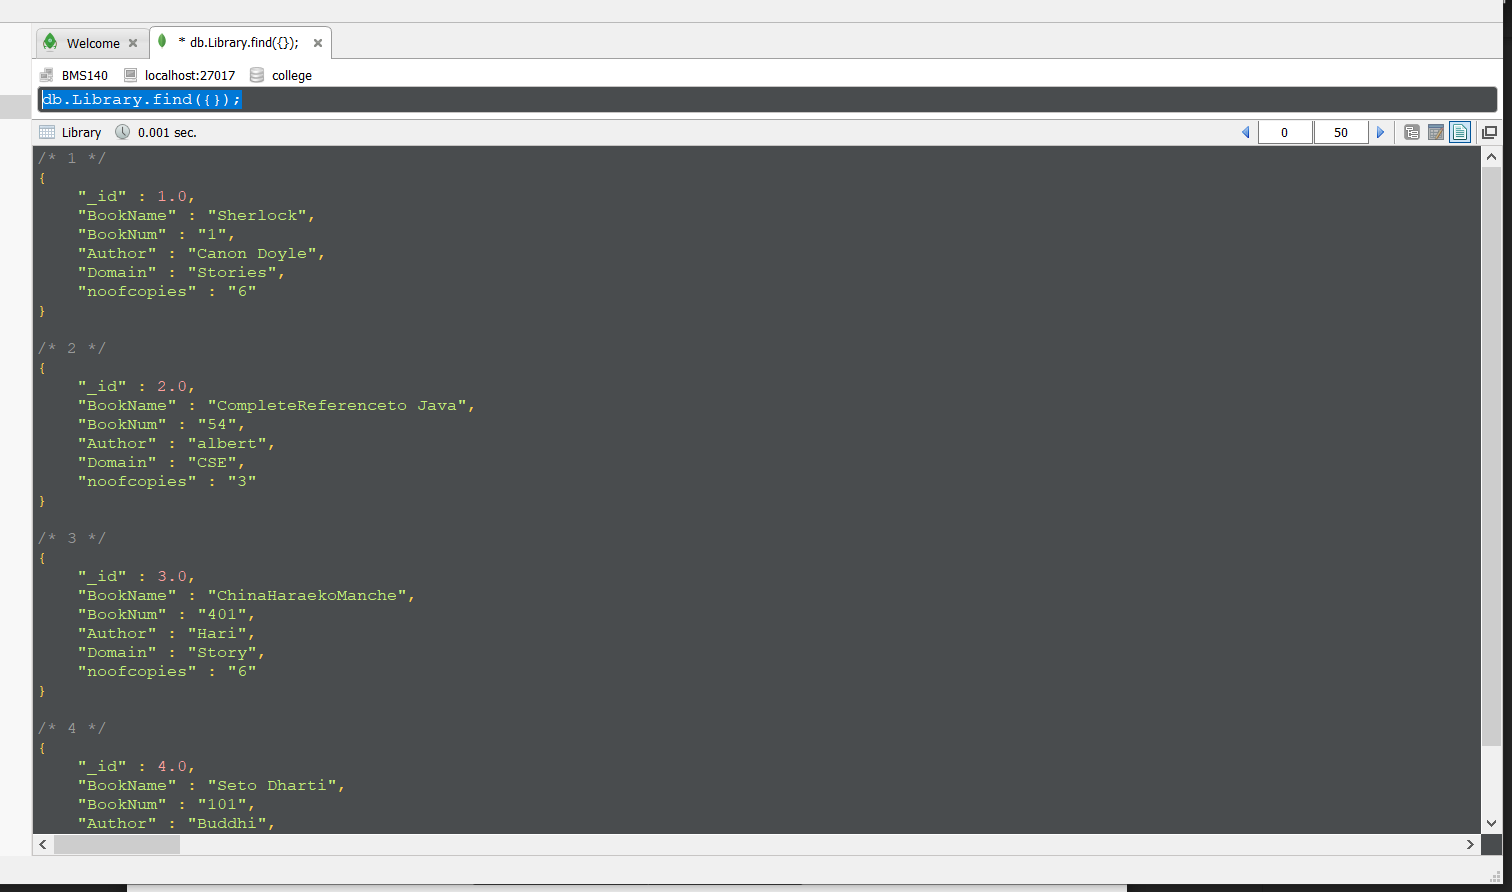 Welcome
* db.Library.find({});
BMS140 localhost:27017 college
db.Library.find({});
Library 0.001 sec. 0 50
/* 1 */
{
    "_id" : 1.0,
    "BookName" : "Sherlock",
    "BookNum" : "1",
    "Author" : "Canon Doyle",
    "Domain" : "Stories",
    "noofcopies" : "6"
}
/* 2 */
{
    "_id" : 2.0,
    "BookName" : "CompleteReferenceto Java",
    "BookNum" : "54",
    "Author" : "albert",
    "Domain" : "CSE",
    "noofcopies" : "3"
}
/* 3 */
{
    "_id" : 3.0,
    "BookName" : "ChinaHaraekoManche",
    "BookNum" : "401",
    "Author" : "Hari",
    "Domain" : "Story",
    "noofcopies" : "6"
}
/* 4 */
{
    "_id" : 4.0,
    "BookName" : "Seto Dharti",
    "BookNum" : "101",
    "Author" : "Buddhi",